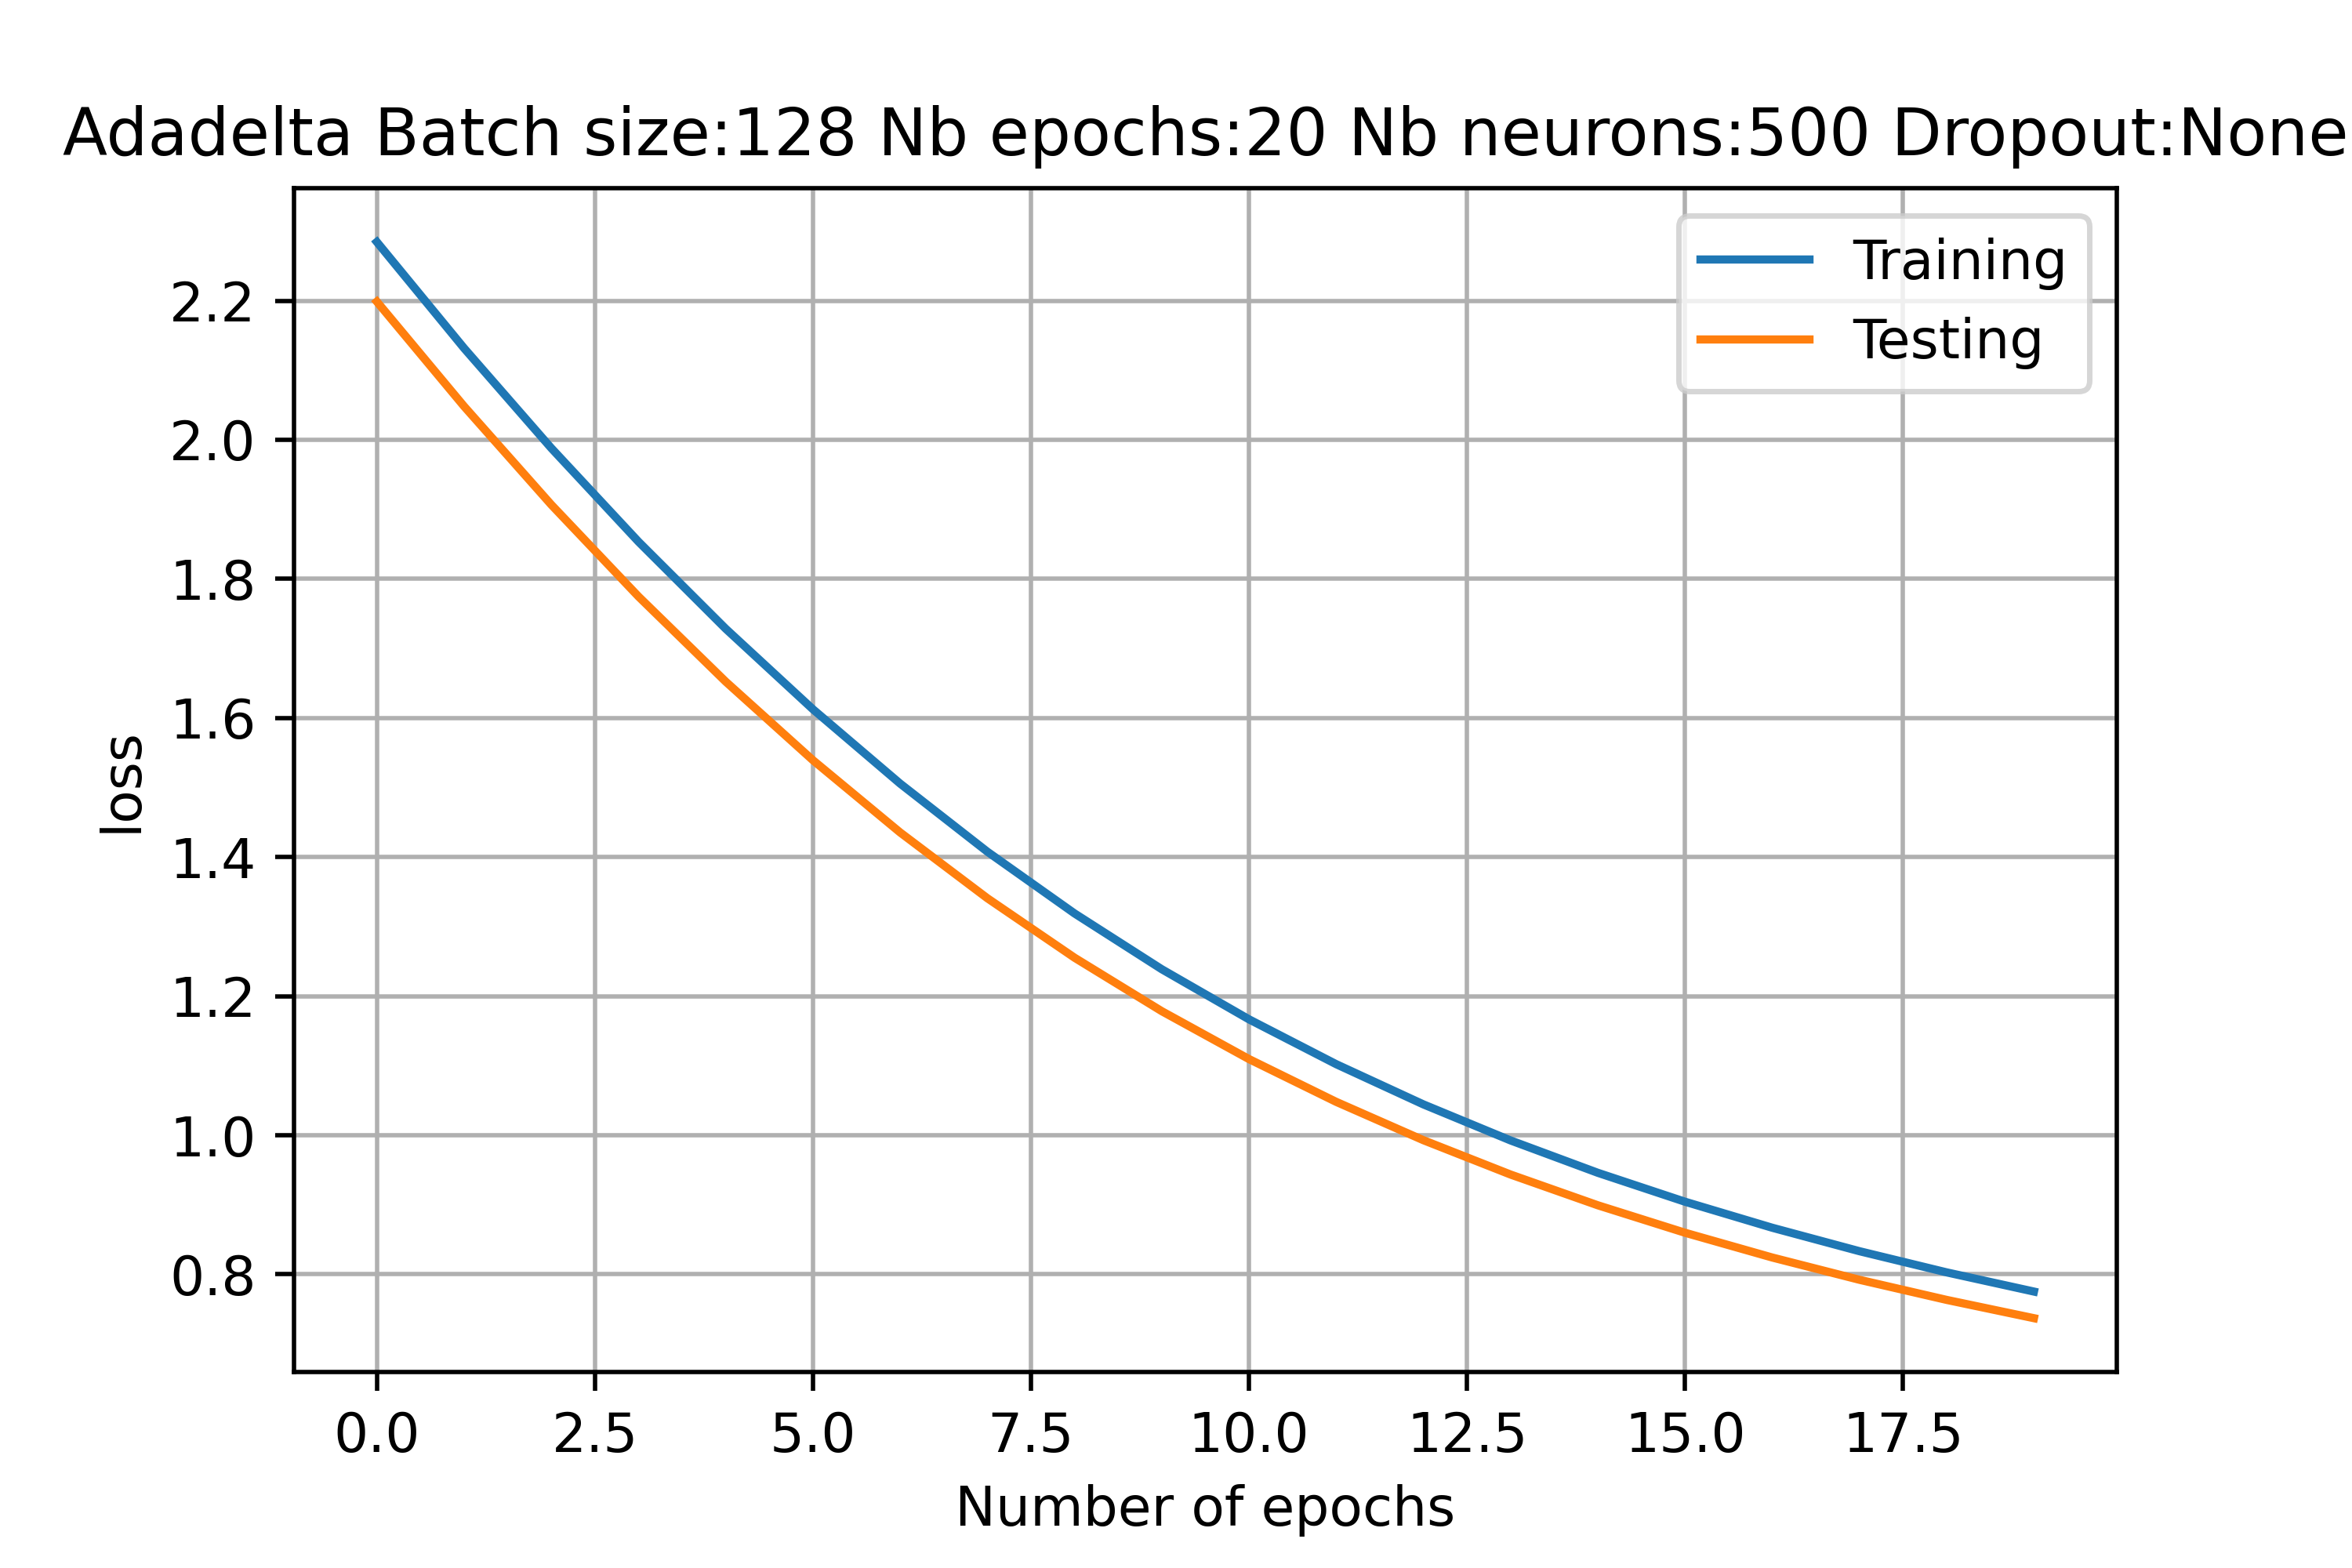 Adadelta Batch size:128 Nb epochs:20 Nb neurons:500 Dropout:None
Training
Testing
2.2
2.0
1.8
1.6
1.4
1.2
1.0
0.8
loss
0.0 2.5 5.0 7.5 10.0 12.5 15.0 17.5
Number of epochs